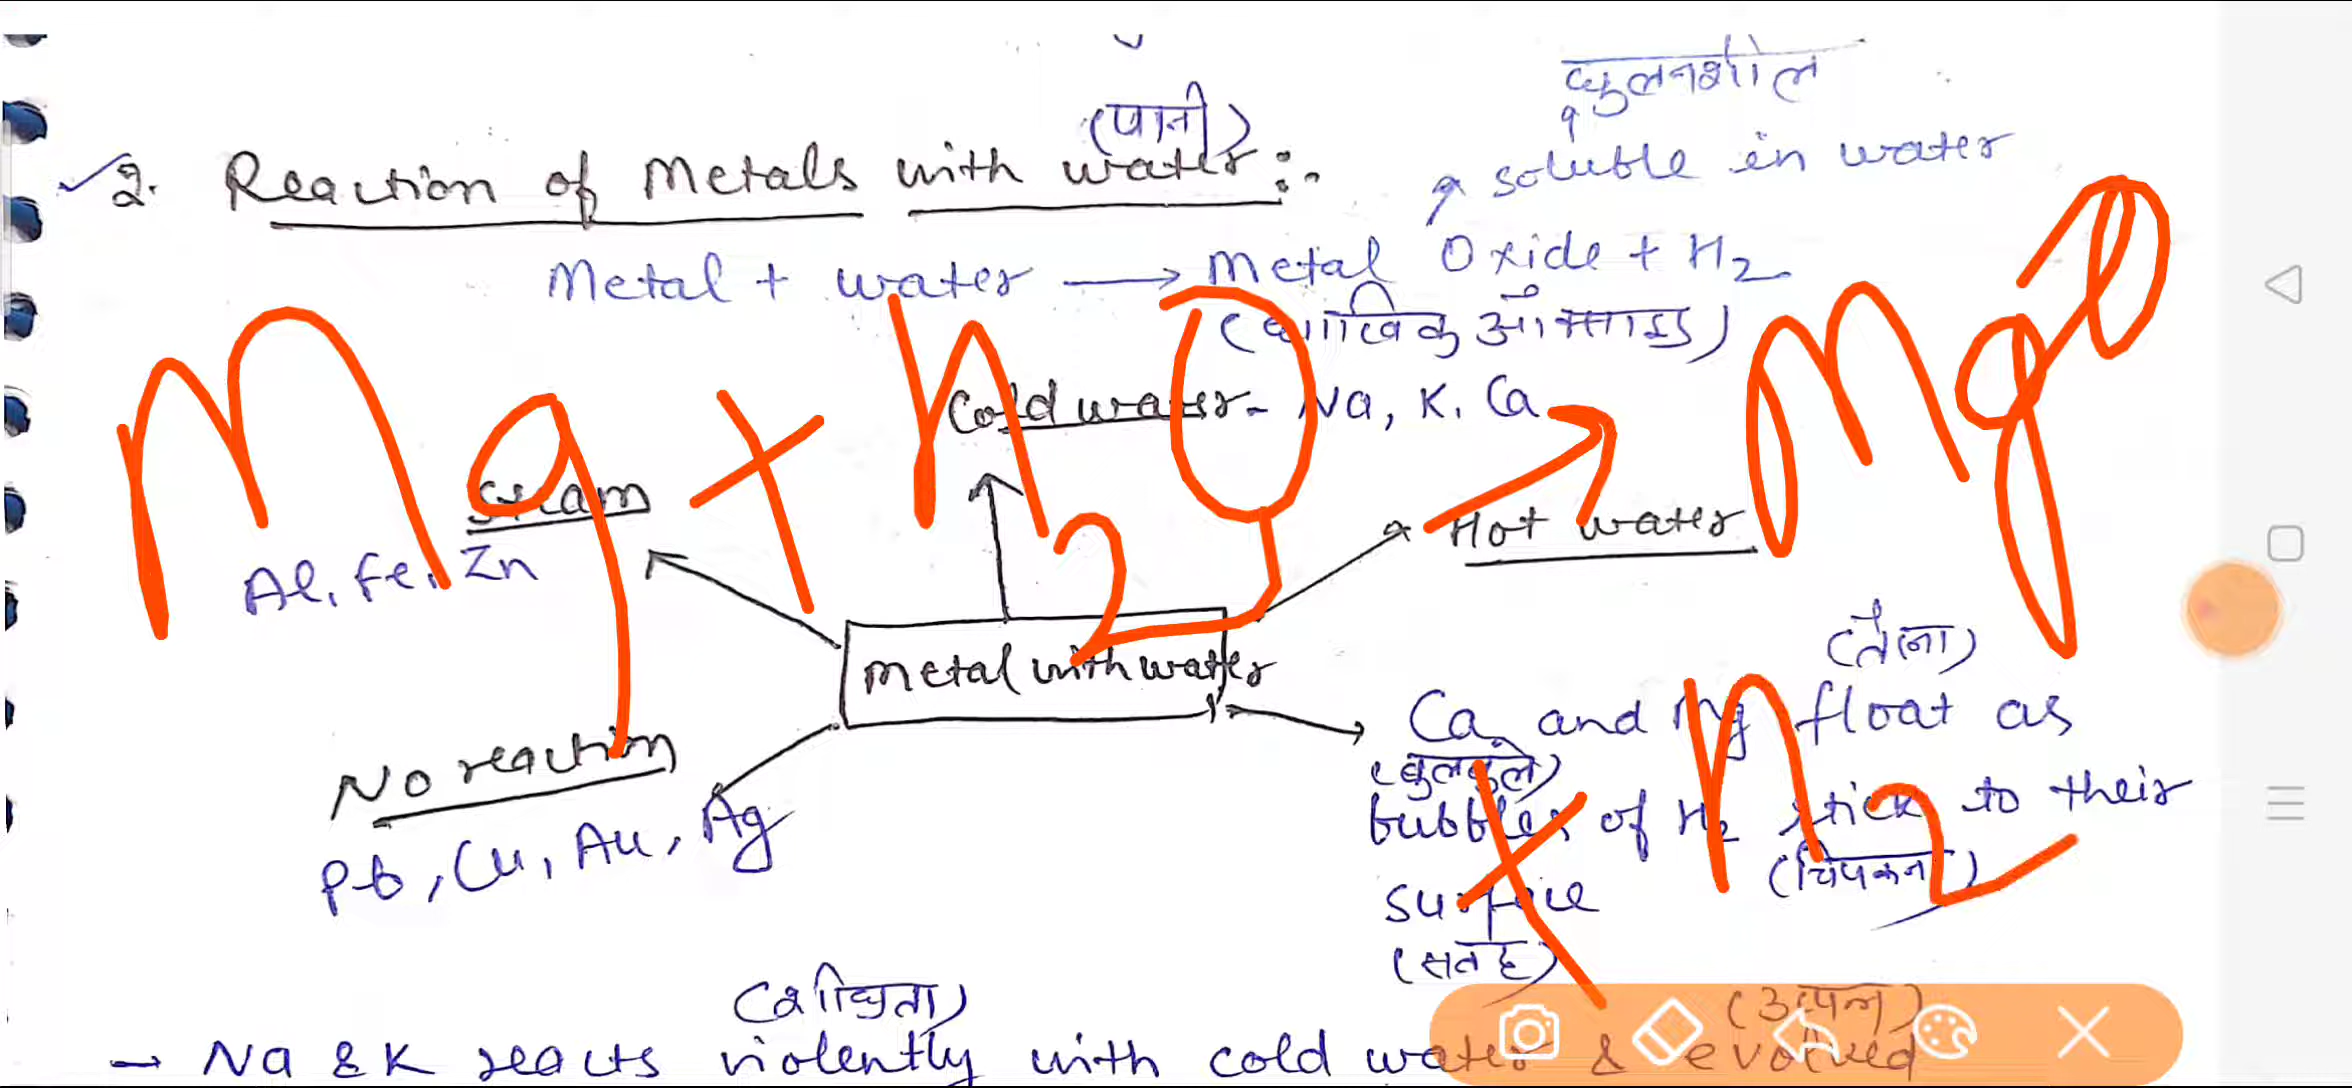 घुलनशील
(पानी)
2. Reaction of Metals with water :-
soluble in water
Metal + water → Metal Oxide + H2
(धात्विक ऑक्साइड)
Mg + H2O → MgO + H2
Cold water - Na, K, Ca
Steam
Hot water
Al, Fe, Zn
Metal with water
(तैरना)
Ca and Mg float as
(बुलबुले)
bubbles of H2 stick to their
(चिपकना)
surface
(सतह)
No reaction
Pb, Cu, Au, Ag
→ Na & K reacts violently with cold water & evolved